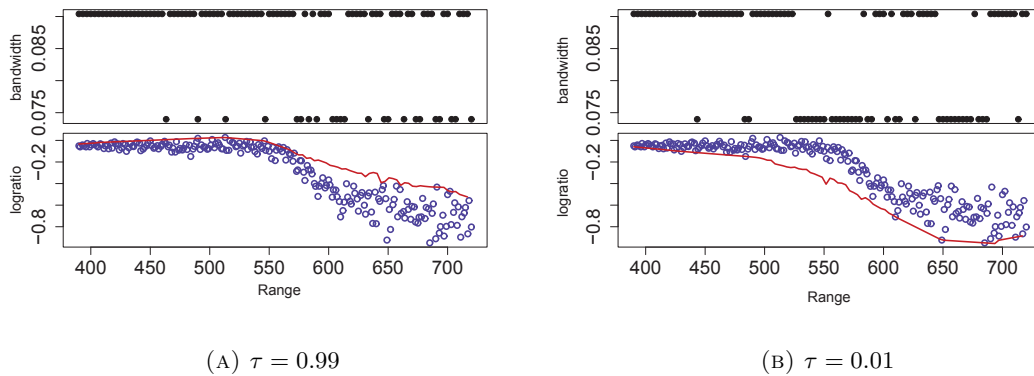 bandwidth
0.075 0.085
logratio
−0.8 −0.2
400 450 500 550 600 650 700
Range
(A) τ = 0.99
bandwidth
0.075 0.085
logratio
−0.8 −0.2
400 450 500 550 600 650 700
Range
(B) τ = 0.01